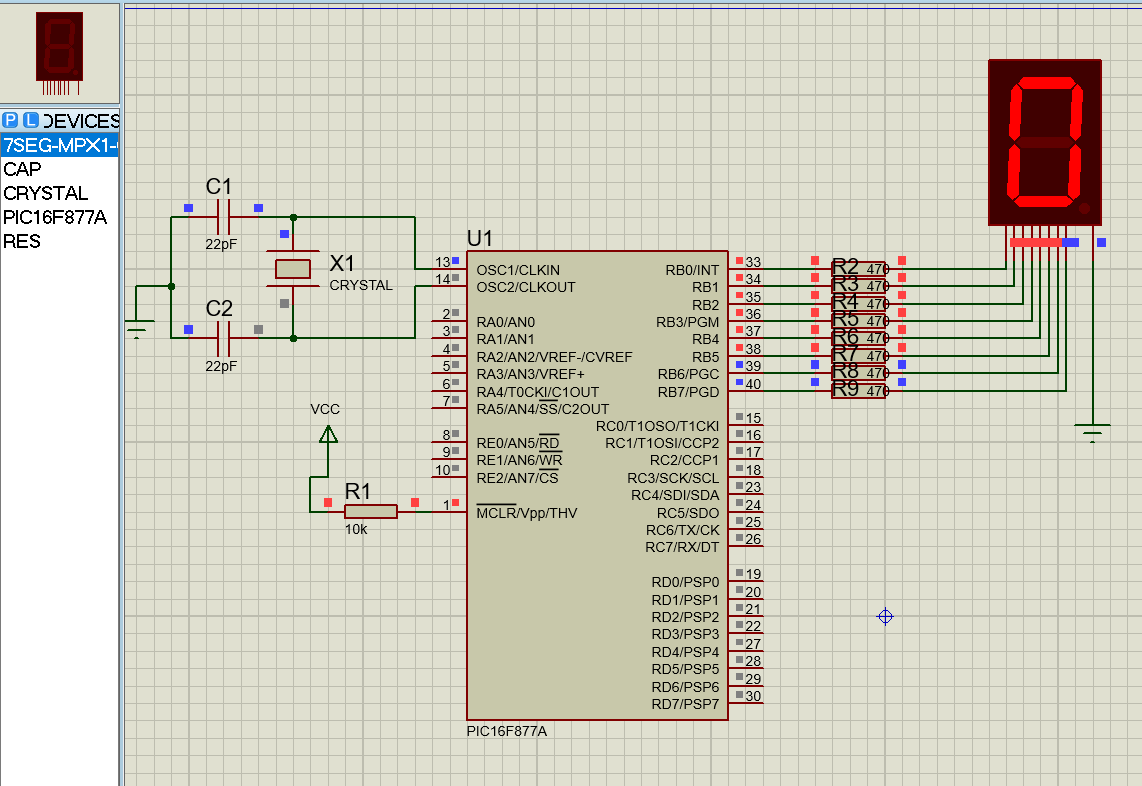 P L DEVICES
7SEG-MPX1-
CAP
CRYSTAL
PIC16F877A
RES
C1
22pF
X1
CRYSTAL
C2
22pF
VCC
R1
10k
U1
13 OSC1/CLKIN
14 OSC2/CLKOUT
2 RA0/AN0
3 RA1/AN1
4 RA2/AN2/VREF-/CVREF
5 RA3/AN3/VREF+
6 RA4/T0CKI/C1OUT
7 RA5/AN4/SS/C2OUT
8 RE0/AN5/RD
9 RE1/AN6/WR
10 RE2/AN7/CS
1 MCLR/Vpp/THV
RB0/INT 33
RB1 34
RB2 35
RB3/PGM 36
RB4 37
RB5 38
RB6/PGC 39
RB7/PGD 40
RC0/T1OSO/T1CKI 15
RC1/T1OSI/CCP2 16
RC2/CCP1 17
RC3/SCK/SCL 18
RC4/SDI/SDA 23
RC5/SDO 24
RC6/TX/CK 25
RC7/RX/DT 26
RD0/PSP0 19
RD1/PSP1 20
RD2/PSP2 21
RD3/PSP3 22
RD4/PSP4 27
RD5/PSP5 28
RD6/PSP6 29
RD7/PSP7 30
PIC16F877A
R2 470
R3 470
R4 470
R5 470
R6 470
R7 470
R8 470
R9 470
0